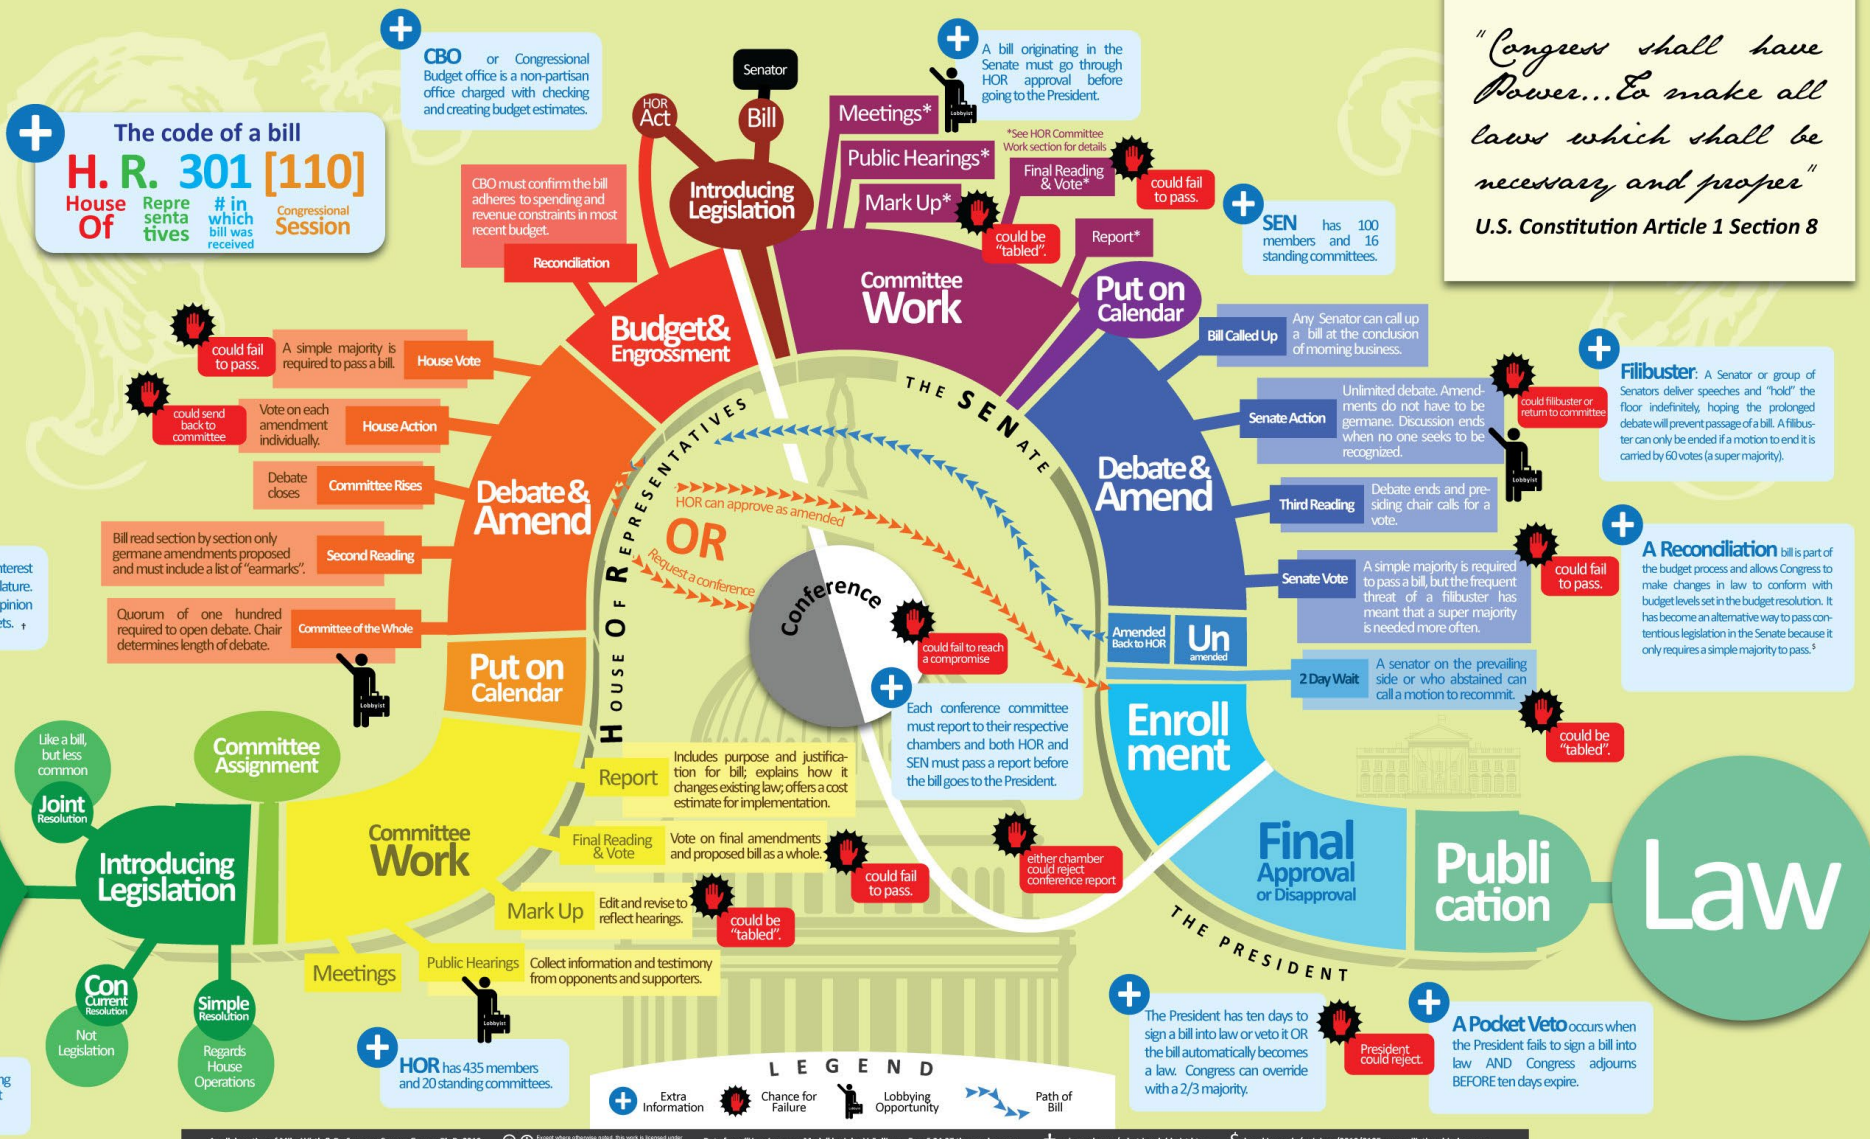 CBO or Congressional
Budget office is a non-partisan
office charged with checking
and creating budget estimates.
The code of a bill
H. R. 301 [110]
House Of
Repre senta tives
# in which bill was received
Congressional Session
HOR Act
Senator
Bill
Introducing Legislation
A bill originating in the
Senate must go through
HOR approval before
going to the President.
Lobbyist
Meetings*
Public Hearings*
Mark Up*
*See HOR Committee
Work section for details
Final Reading
& Vote*
could fail
to pass.
could be
"tabled".
Report*
SEN has 100
members and 16
standing committees.
"Congress shall have
Power...To make all
laws which shall be
necessary and proper"
U.S. Constitution Article 1 Section 8
CBO must confirm the bill
adheres to spending and
revenue constraints in most
recent budget.
Reconciliation
Budget&
Engrossment
Committee
Work
Put on
Calendar
Bill Called Up
Any Senator can call up
a bill at the conclusion
of morning business.
could fail
to pass.
A simple majority is
required to pass a bill.
House Vote
could send
back to
committee
Vote on each
amendment
individually.
House Action
Debate
closes
Committee Rises
Bill read section by section only
germane amendments proposed
and must include a list of "earmarks".
Second Reading
Quorum of one hundred
required to open debate. Chair
determines length of debate.
Committee of the Whole
Lobbyist
Debate&
Amend
Put on
Calendar
HOUSE OF REPRESENTATIVES
THE SENATE
HOR can approve as amended
OR
Request a conference
Conference
could fail to reach
a compromise
Each conference committee
must report to their respective
chambers and both HOR and
SEN must pass a report before
the bill goes to the President.
Debate&
Amend
Senate Action
Unlimited debate. Amend-
ments do not have to be
germane. Discussion ends
when no one seeks to be
recognized.
could filibuster or
return to committee
Lobbyist
Third Reading
Debate ends and pre-
siding chair calls for a
vote.
Senate Vote
A simple majority is required
to pass a bill, but the frequent
threat of a filibuster has
meant that a super majority
is needed more often.
could fail
to pass.
Filibuster: A Senator or group of
Senators deliver speeches and "hold" the
floor indefinitely, hoping the prolonged
debate will prevent passage of a bill. A filibus-
ter can only be ended if a motion to end it is
carried by 60 votes (a super majority).
A Reconciliation bill is part of
the budget process and allows Congress to
make changes in law to conform with
budget levels set in the budget resolution. It
has become an alternative way to pass con-
tentious legislation in the Senate because it
only requires a simple majority to pass.$
Amended
Back to HOR
Un
amended
2 Day Wait
A senator on the prevailing
side or who abstained can
call a motion to recommit.
could be
"tabled".
Enroll
ment
nterest
lature.
pinion
ets. †
Like a bill,
but less
common
Joint
Resolution
Committee
Assignment
Introducing
Legislation
Con
Current
Resolution
Not
Legislation
Simple
Resolution
Regards
House
Operations
Committee
Work
Report
Includes purpose and justifica-
tion for bill; explains how it
changes existing law; offers a cost
estimate for implementation.
Final Reading
& Vote
Vote on final amendments
and proposed bill as a whole.
could fail
to pass.
Mark Up
Edit and revise to
reflect hearings.
could be
"tabled".
Meetings
Public Hearings
Collect information and testimony
from opponents and supporters.
Lobbyist
HOR has 435 members
and 20 standing committees.
either chamber
could reject
conference report
Final
Approval
or Disapproval
Publi
cation
Law
THE PRESIDENT
The President has ten days to
sign a bill into law or veto it OR
the bill automatically becomes
a law. Congress can override
with a 2/3 majority.
President
could reject.
A Pocket Veto occurs when
the President fails to sign a bill into
law AND Congress adjourns
BEFORE ten days expire.
ng
t
LEGEND
Extra
Information
Chance for
Failure
Lobbying
Opportunity
Path of
Bill